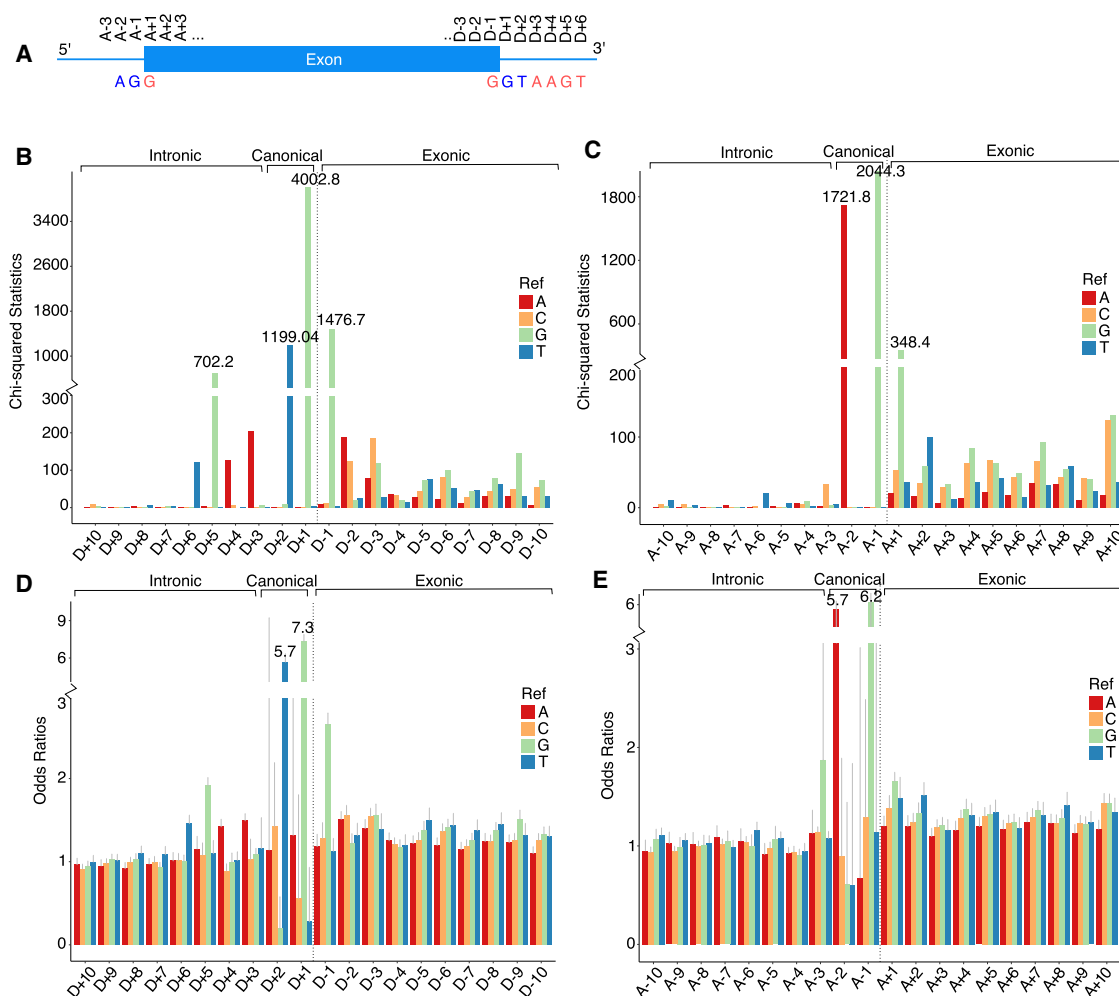 A-3 A-2 A-1 A+1 A+2 A+3 ... .. D-3 D-2 D-1 D+1 D+2 D+3 D+4 D+5 D+6
A 5' Exon 3'
A G G G G T A A G T
B
Intronic Canonical Exonic
4002.8
3400
2600
1800
1000
300
200
100
0
Chi-squared Statistics
702.2
1199.04
1476.7
Ref
A
C
G
T
D+10 D+9 D+8 D+7 D+6 D+5 D+4 D+3 D+2 D+1 D-1 D-2 D-3 D-4 D-5 D-6 D-7 D-8 D-9 D-10
C
Intronic Canonical Exonic
2044.3
1721.8
1800
1200
600
200
100
0
Chi-squared Statistics
348.4
Ref
A
C
G
T
A-10 A-9 A-8 A-7 A-6 A-5 A-4 A-3 A-2 A-1 A+1 A+2 A+3 A+4 A+5 A+6 A+7 A+8 A+9 A+10
D
Intronic Canonical Exonic
9
6
3
2
1
0
Odds Ratios
7.3
5.7
Ref
A
C
G
T
D+10 D+9 D+8 D+7 D+6 D+5 D+4 D+3 D+2 D+1 D-1 D-2 D-3 D-4 D-5 D-6 D-7 D-8 D-9 D-10
E
Intronic Canonical Exonic
5.7 6.2
6
3
2
1
0
Odds Ratios
Ref
A
C
G
T
A-10 A-9 A-8 A-7 A-6 A-5 A-4 A-3 A-2 A-1 A+1 A+2 A+3 A+4 A+5 A+6 A+7 A+8 A+9 A+10